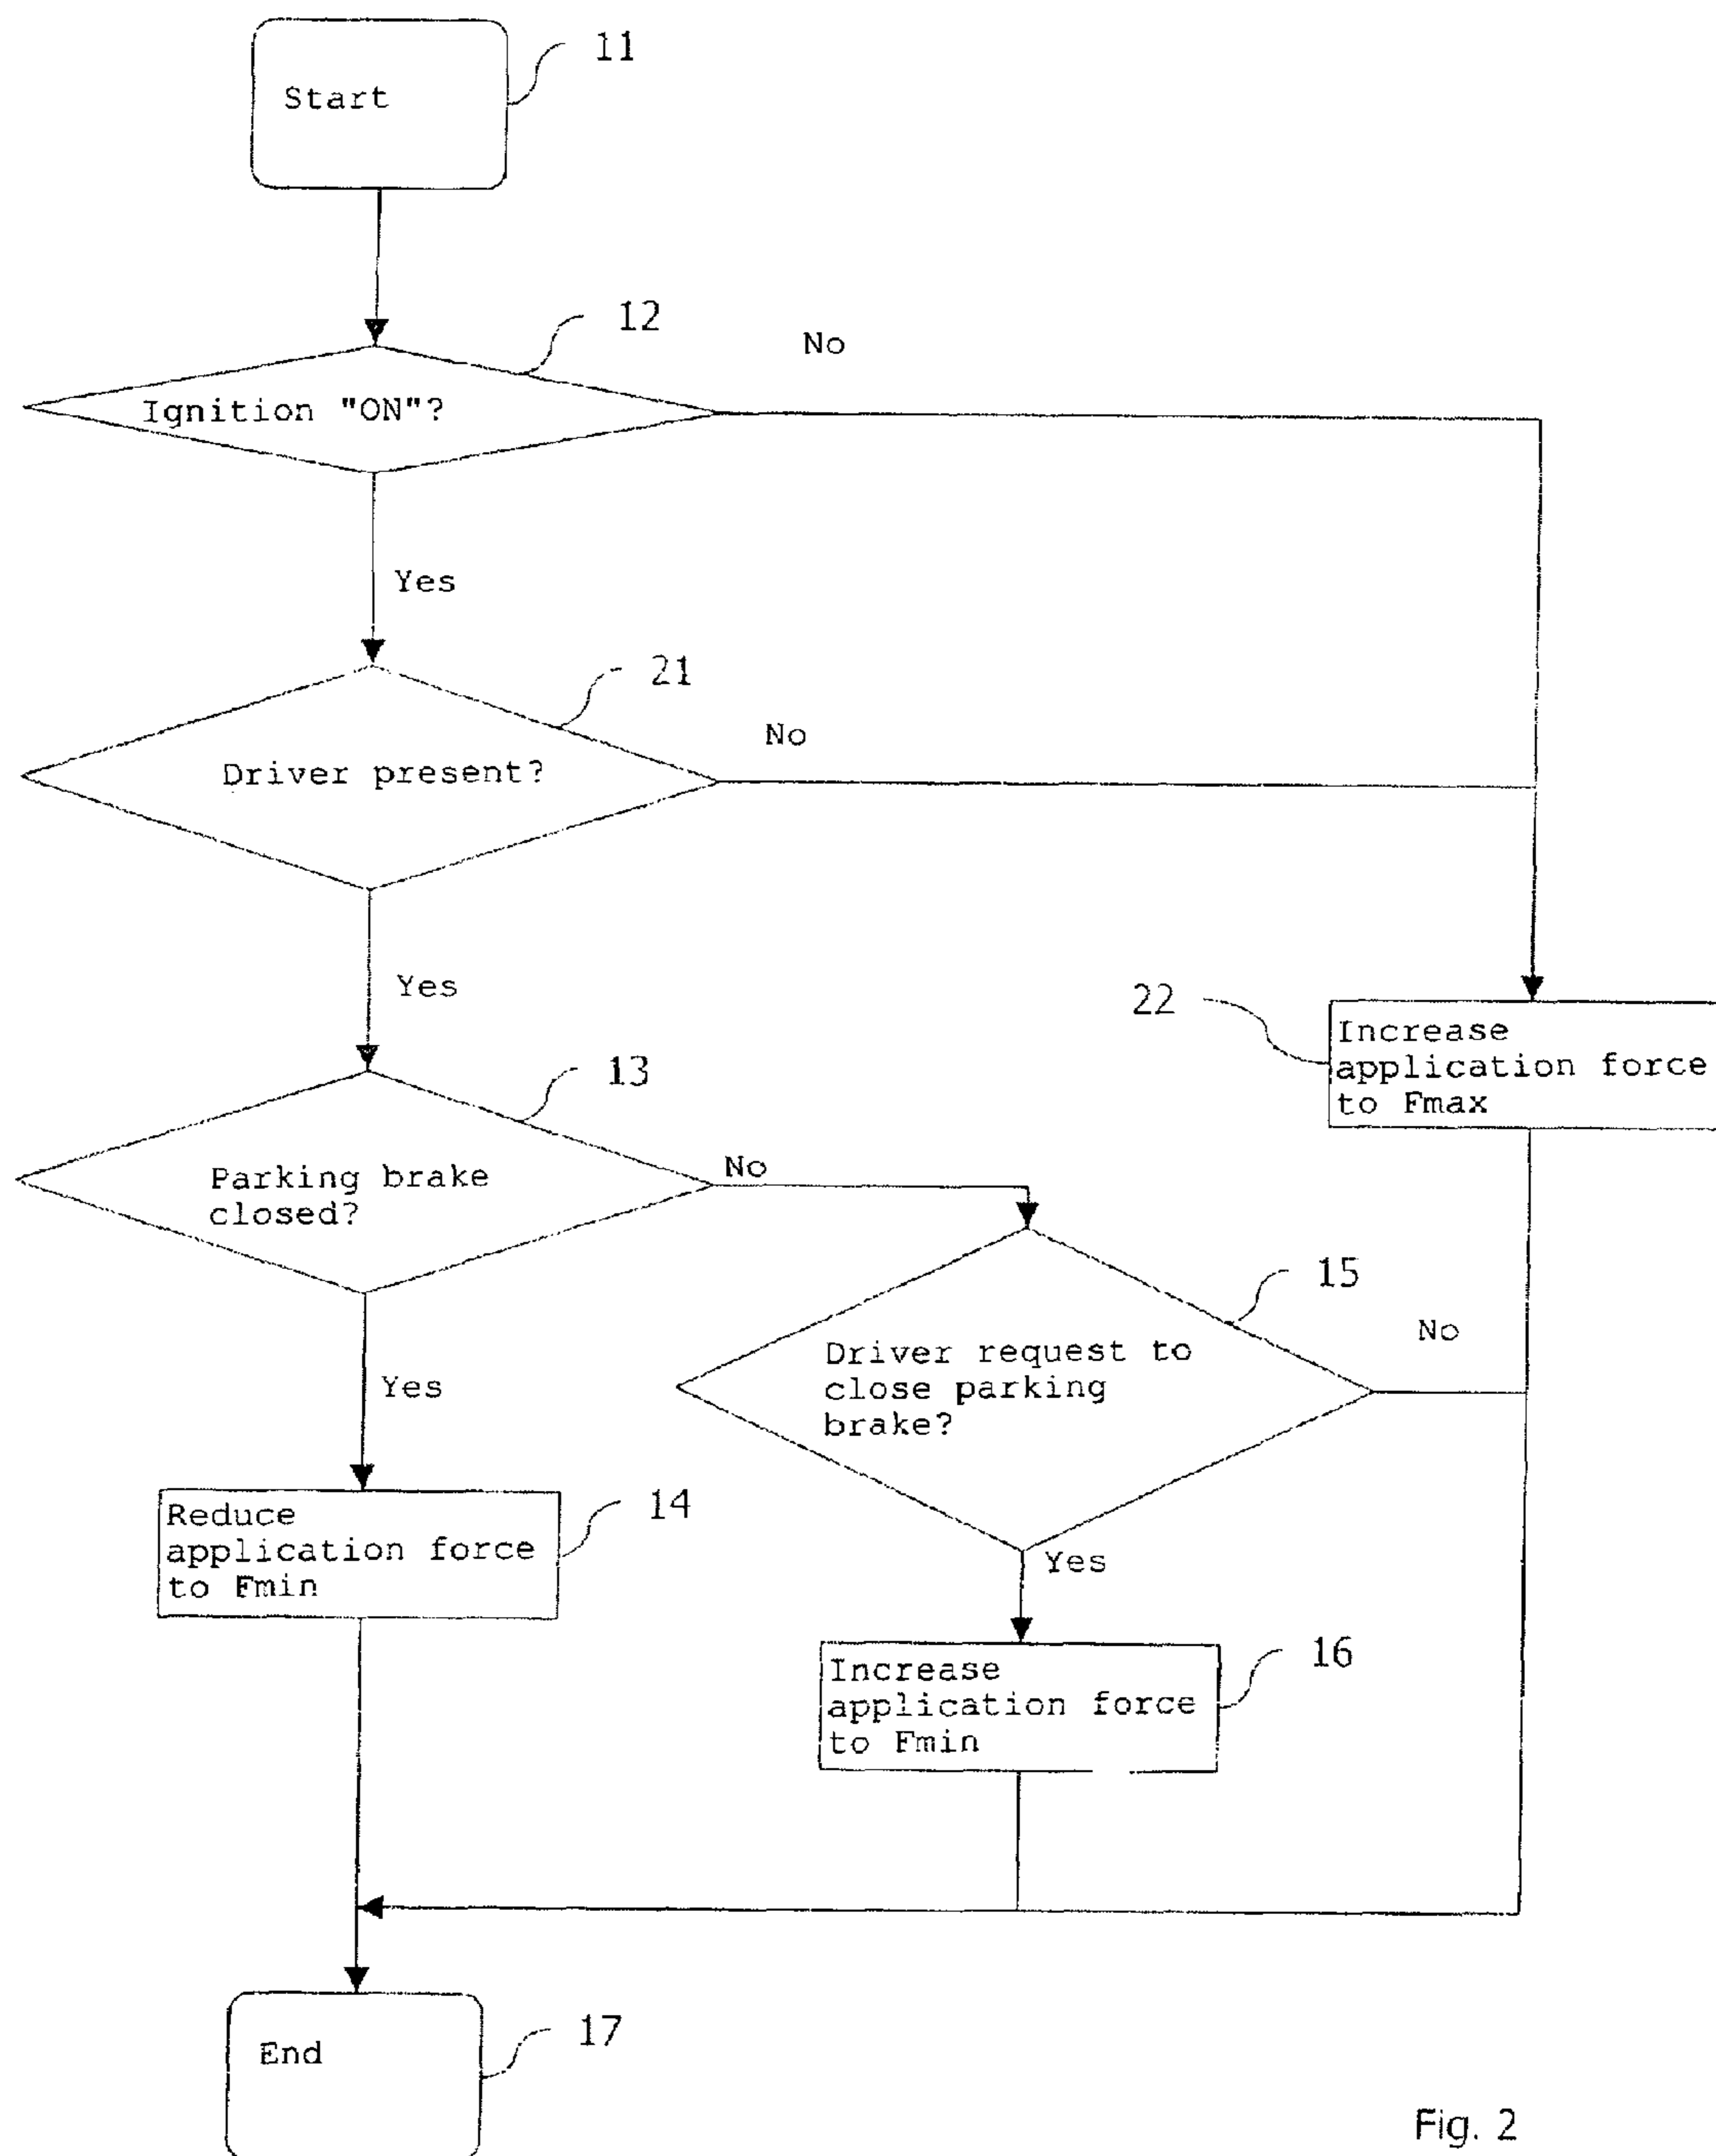 Start
11
12
No
Ignition "ON"?
Yes
21
No
Driver present?
Yes
22
Increase
application force
to Fmax
13
Parking brake
closed?
No
15
No
Driver request to
close parking
brake?
Yes
Yes
14
Reduce
application force
to Fmin
16
Increase
application force
to Fmin
17
End
Fig. 2